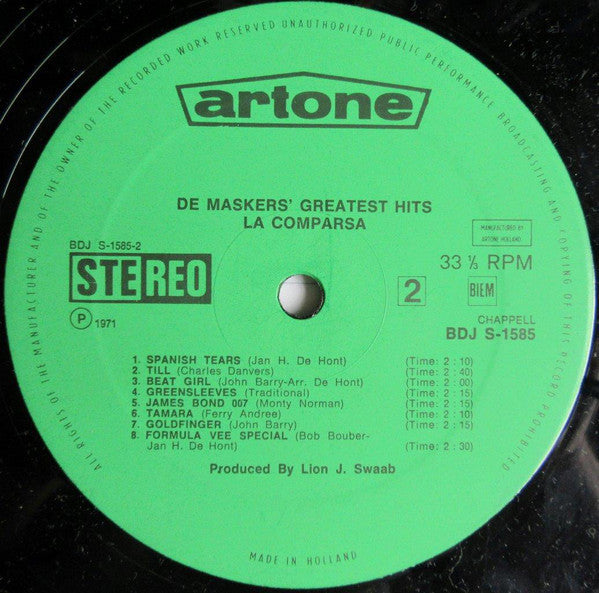 ALL RIGHTS OF THE MANUFACTURER AND OF THE OWNER OF THE RECORDED WORK RESERVED UNAUTHORIZED PUBLIC PERFORMANCE BROADCASTING AND COPYING OF THIS RECORD PROHIBITED
artone
DE MASKERS' GREATEST HITS
LA COMPARSA
MANUFACTURED BY
ARTONE HOLLAND
BDJ S-1585-2
STEREO
33 ⅓ RPM
2
BIEM
P 1971
CHAPPELL
BDJ S-1585
1. SPANISH TEARS (Jan H. De Hont) (Time: 2 : 10)
2. TILL (Charles Danvers) (Time: 2 : 40)
3. BEAT GIRL (John Barry-Arr. De Hont) (Time: 2 : 00)
4. GREENSLEEVES (Traditional) (Time: 2 : 15)
5. JAMES BOND 007 (Monty Norman) (Time: 2 : 15)
6. TAMARA (Ferry Andree) (Time: 2 : 10)
7. GOLDFINGER (John Barry) (Time: 2 : 15)
8. FORMULA VEE SPECIAL (Bob Bouber-
Jan H. De Hont) (Time: 2 : 30)
Produced By Lion J. Swaab
MADE IN HOLLAND